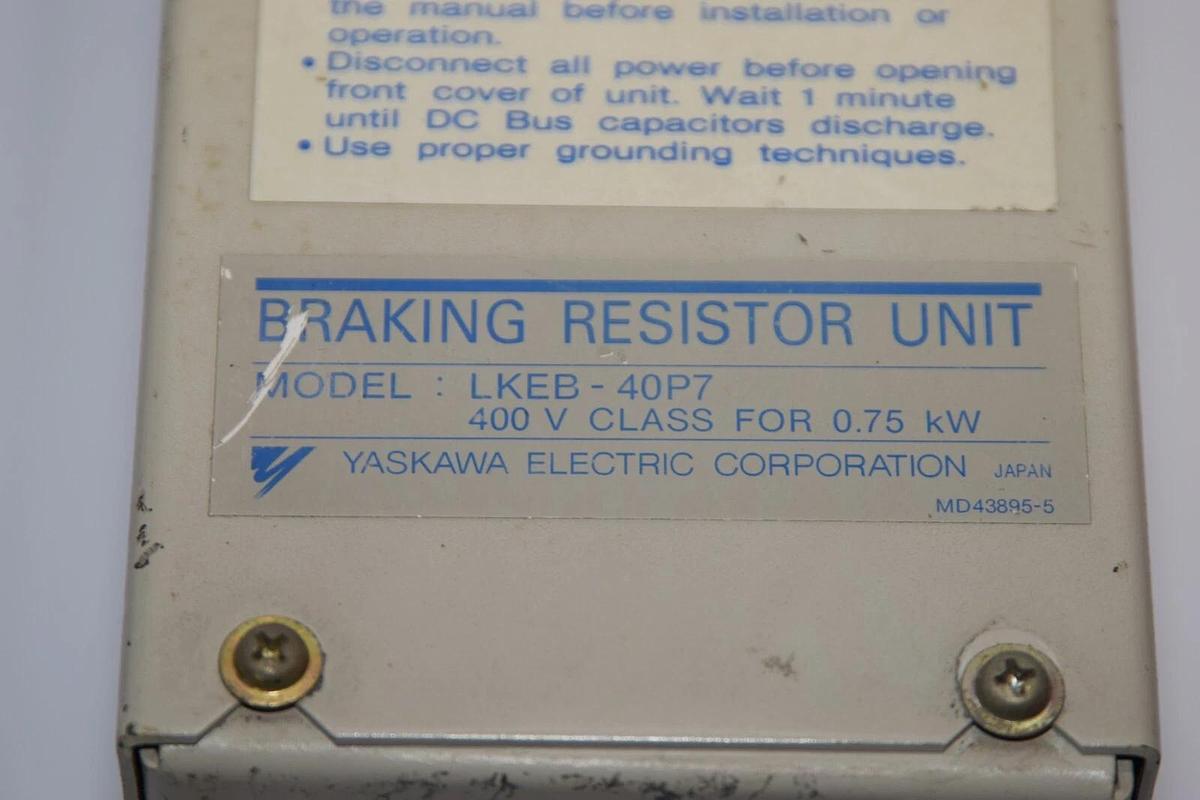 the manual before installation or
operation.
• Disconnect all power before opening
front cover of unit. Wait 1 minute
until DC Bus capacitors discharge.
• Use proper grounding techniques.
BRAKING RESISTOR UNIT
MODEL : LKEB - 40P7
400 V CLASS FOR 0.75 kW
YASKAWA ELECTRIC CORPORATION JAPAN
MD43895-5